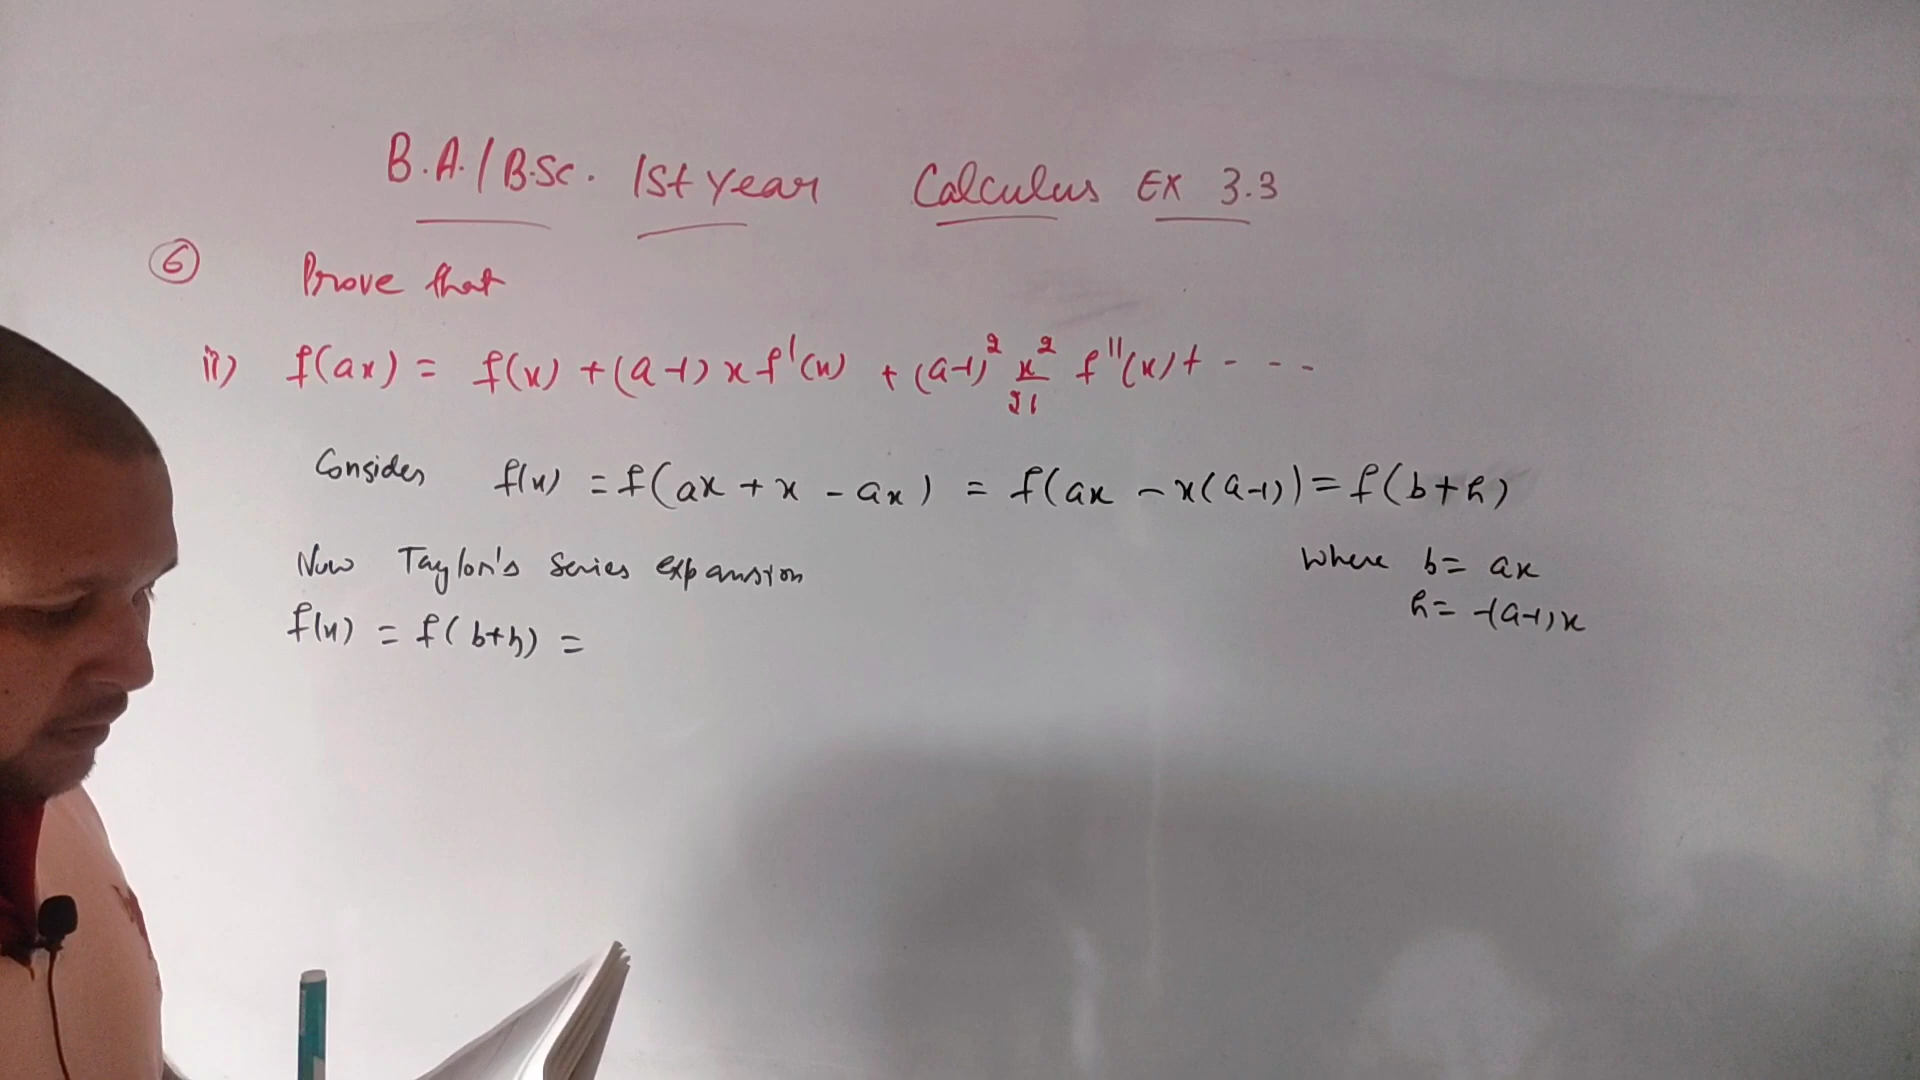 B.A./B.Sc. 1st year Calculus EX 3.3
⑥ Prove that
ii) f(ax) = f(x) + (a-1) x f'(x) + (a-1)² x²/2! f''(x) + - - -
Consider f(x) = f(ax + x - ax) = f(ax - x(a-1)) = f(b+h)
Now Taylor's Series expansion where b = ax
h = -(a-1)x
f(x) = f(b+h) =